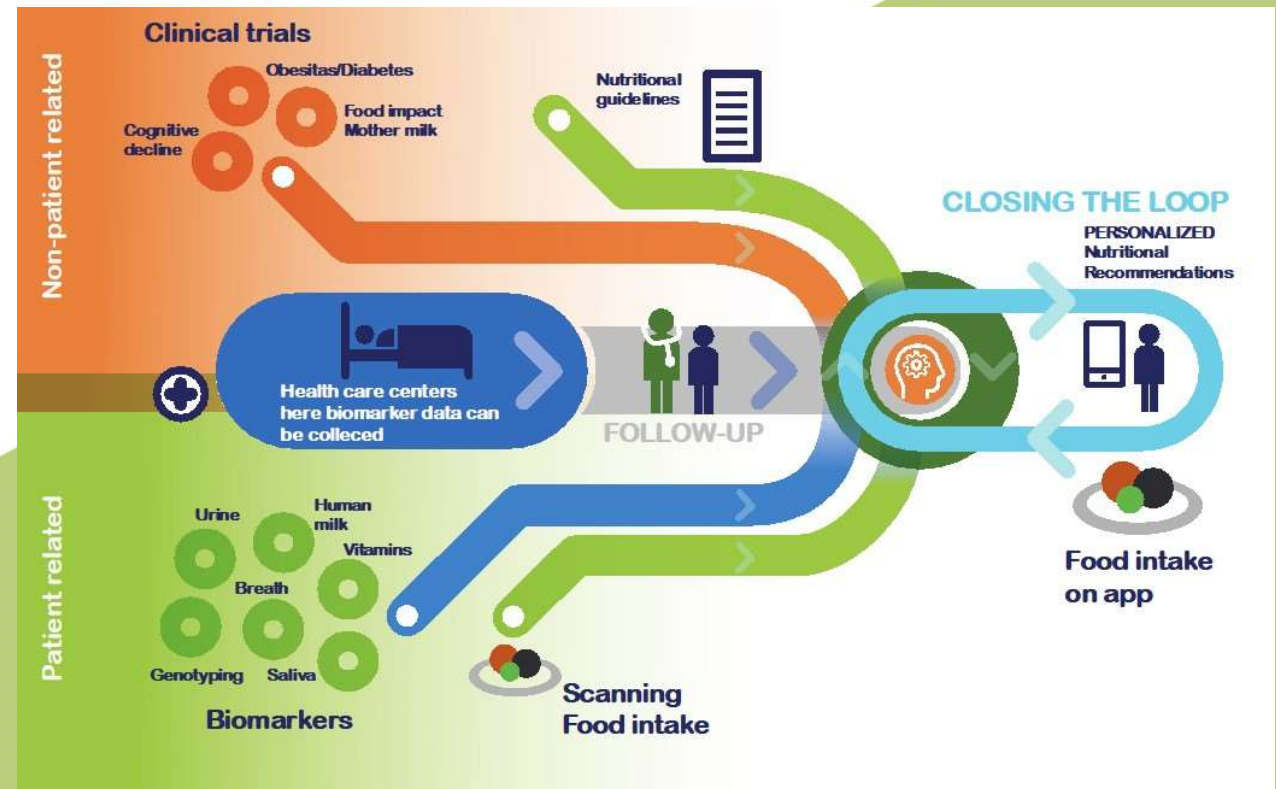 Clinical trials
Obesitas/Diabetes
Food impact
Mother milk
Cognitive
decline
Non-patient related
Nutritional
guidelines
CLOSING THE LOOP
PERSONALIZED
Nutritional
Recommendations
Health care centers
here biomarker data can
be colleced
FOLLOW-UP
Patient related
Urine
Human
milk
Vitamins
Breath
Genotyping
Saliva
Biomarkers
Scanning
Food intake
Food intake
on app